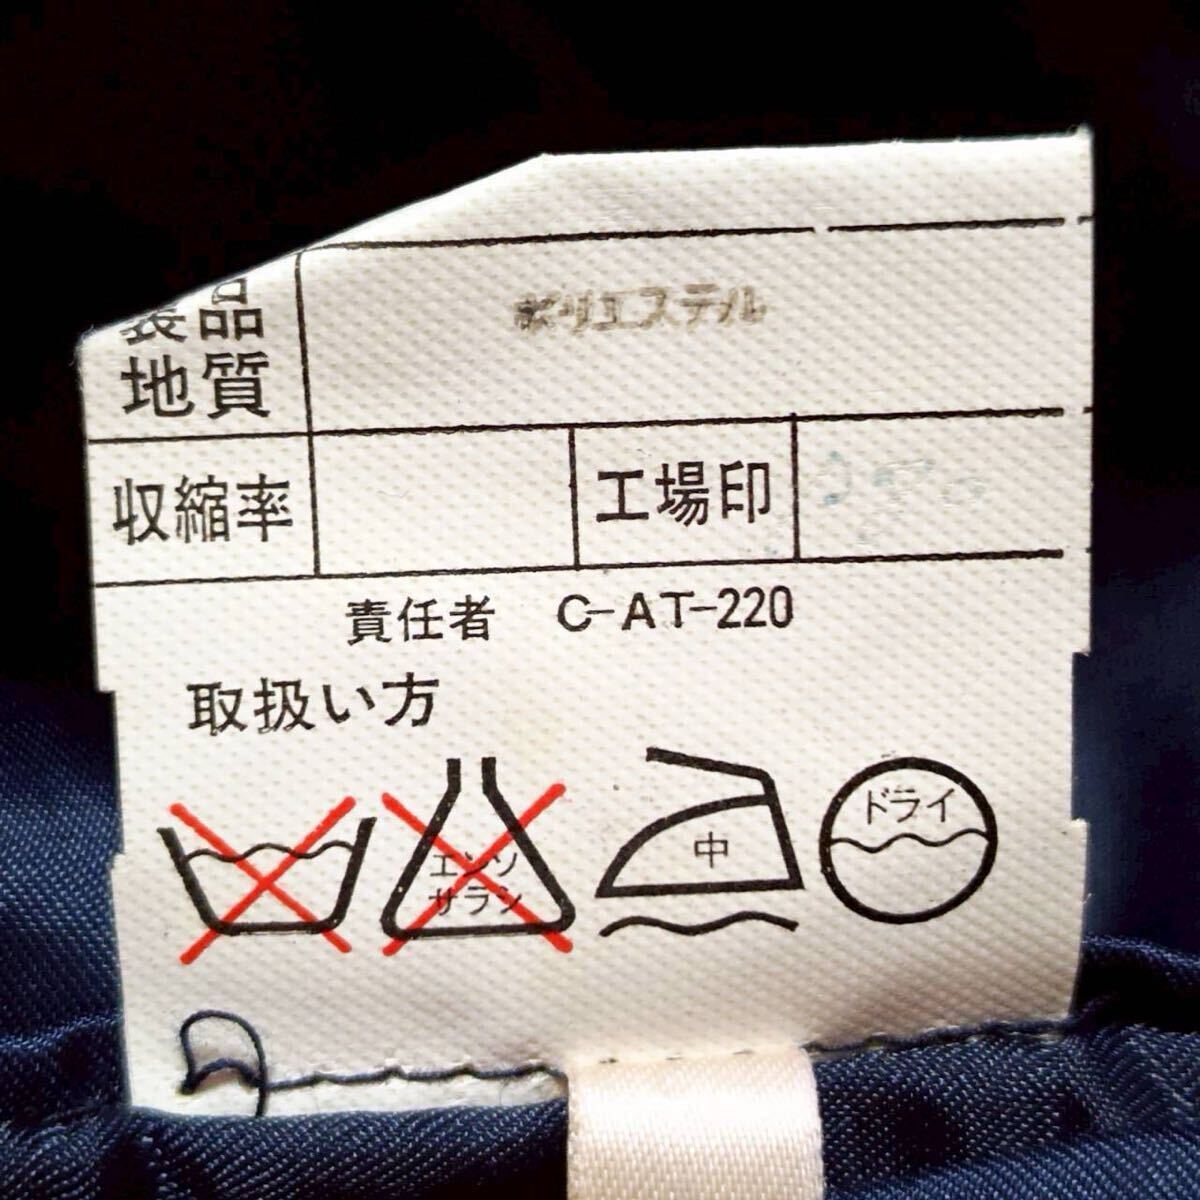 ポリエステル
製品
地質
収縮率 工場印
責任者 C-AT-220
取扱い方
エンソ
サラシ
中
ドライ